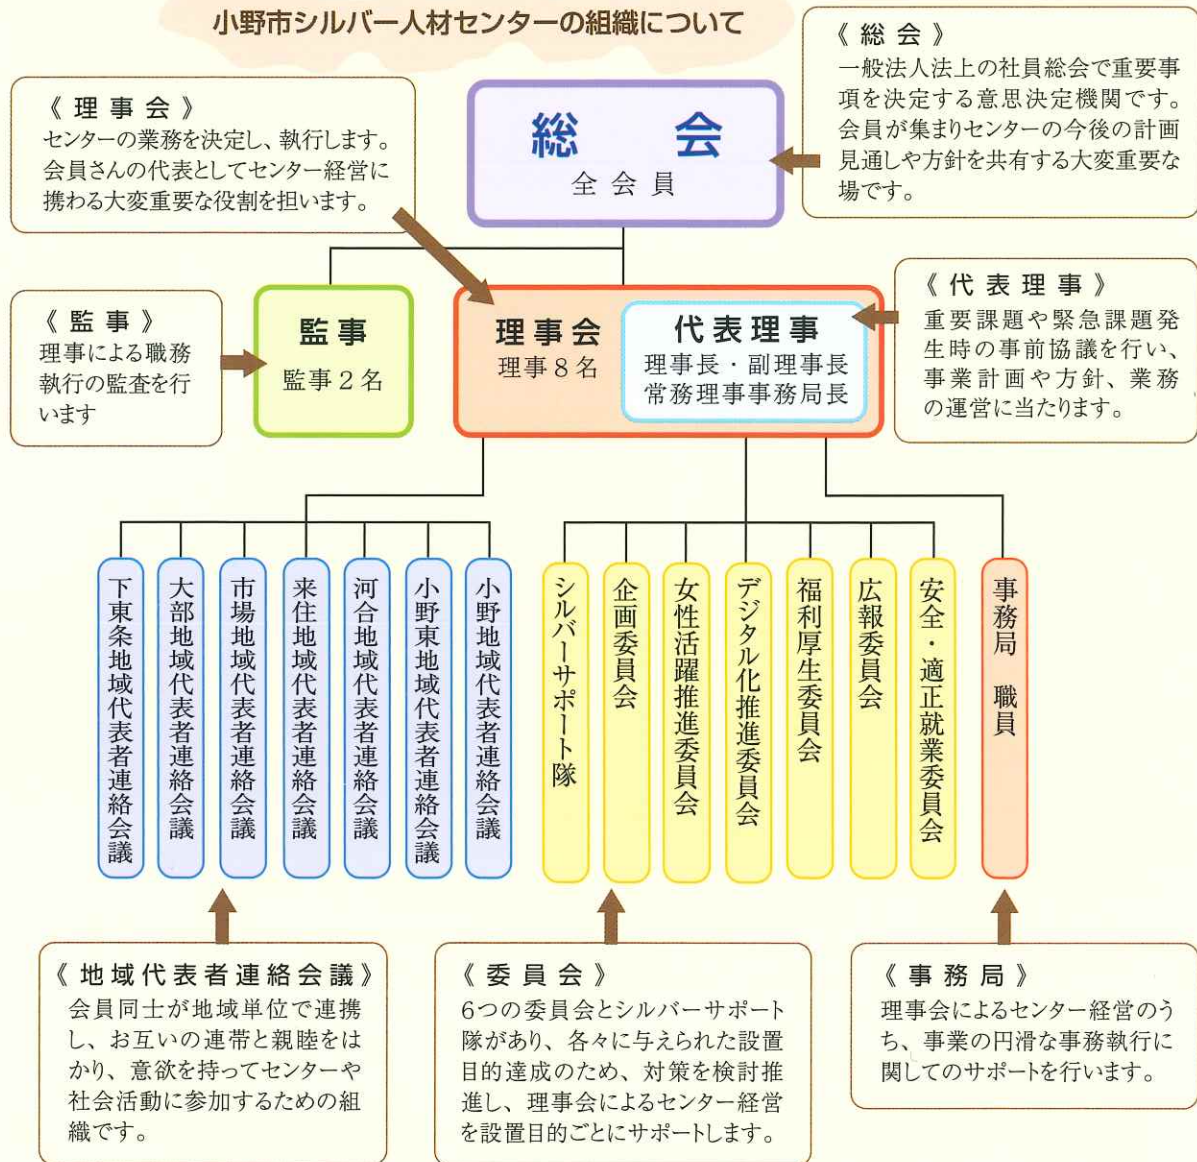 小野市シルバー人材センターの組織について
《 総 会 》
一般法人法上の社員総会で重要事
項を決定する意思決定機関です。
会員が集まりセンターの今後の計画
見通しや方針を共有する大変重要な
場です。
《 理 事 会 》
センターの業務を決定し、執行します。
会員さんの代表としてセンター経営に
携わる大変重要な役割を担います。
総 会
全 会 員
《 監 事 》
理事による職務
執行の監査を行
います
監事
監事2名
理事会
理事8名
代表理事
理事長・副理事長
常務理事事務局長
《 代 表 理 事 》
重要課題や緊急課題発
生時の事前協議を行い、
事業計画や方針、業務
の運営に当たります。
下東条地域代表者連絡会議
大部地域代表者連絡会議
市場地域代表者連絡会議
来住地域代表者連絡会議
河合地域代表者連絡会議
小野東地域代表者連絡会議
小野地域代表者連絡会議
シルバーサポート隊
企画委員会
女性活躍推進委員会
デジタル化推進委員会
福利厚生委員会
広報委員会
安全・適正就業委員会
事務局 職員
《 地域代表者連絡会議 》
会員同士が地域単位で連携
し、お互いの連帯と親睦をは
かり、意欲を持ってセンターや
社会活動に参加するための組
織です。
《 委 員 会 》
6つの委員会とシルバーサポート
隊があり、各々に与えられた設置
目的達成のため、対策を検討推
進し、理事会によるセンター経営
を設置目的ごとにサポートします。
《 事 務 局 》
理事会によるセンター経営のう
ち、事業の円滑な事務執行に
関してのサポートを行います。